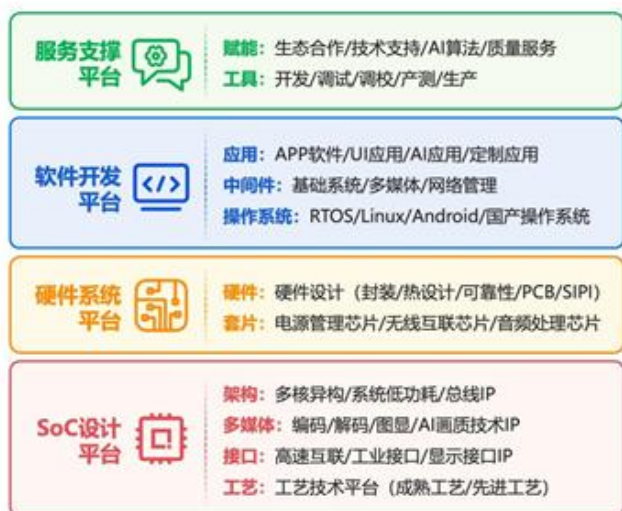 服务支撑
平台
赋能：生态合作/技术支持/AI算法/质量服务
工具：开发/调试/调校/产测/生产
软件开发
平台
应用：APP软件/UI应用/AI应用/定制应用
中间件：基础系统/多媒体/网络管理
操作系统：RTOS/Linux/Android/国产操作系统
硬件系统
平台
硬件：硬件设计（封装/热设计/可靠性/PCB/SIPI）
套片：电源管理芯片/无线互联芯片/音频处理芯片
SoC设计
平台
架构：多核异构/系统低功耗/总线IP
多媒体：编码/解码/图显/AI画质技术IP
接口：高速互联/工业接口/显示接口IP
工艺：工艺技术平台（成熟工艺/先进工艺）